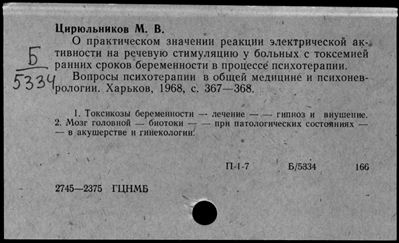 Цирюльников М. В.
О практическом значении реакции электрической ак-
тивности на речевую стимуляцию у больных с токсемией
ранних сроков беременности в процессе психотерапии.
Вопросы психотерапии в общей медицине и психонев-
рологии. Харьков, 1968, с. 367—368.
Б
5334
1. Токсикозы беременности — лечение — — гипноз и внушение.
2. Мозг головной — биотоки — — при патологических состояниях —
— в акушерстве и гинекологии.
П-1-7 Б/5334 166
2745—2375 ГЦНМБ